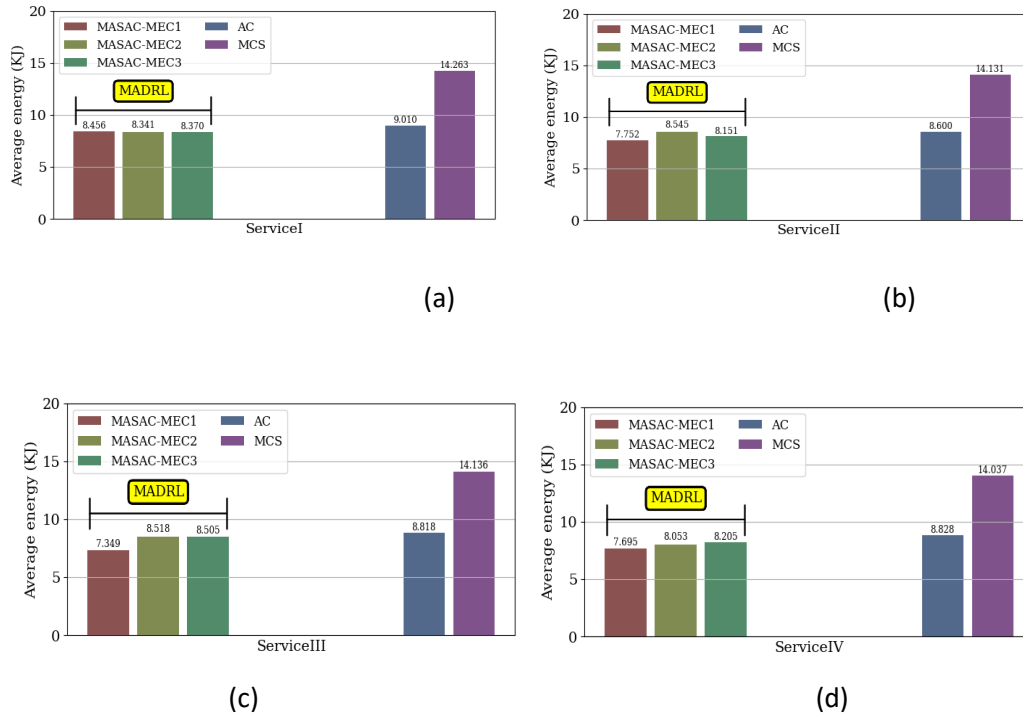 20
15
10
5
0
Average energy (KJ)
MASAC-MEC1
MASAC-MEC2
MASAC-MEC3
AC
MCS
MADRL
8.456
8.341
8.370
9.010
14.263
ServiceI
(a)
20
15
10
5
0
Average energy (KJ)
MASAC-MEC1
MASAC-MEC2
MASAC-MEC3
AC
MCS
MADRL
7.752
8.545
8.151
8.600
14.131
ServiceII
(b)
20
15
10
5
0
Average energy (KJ)
MASAC-MEC1
MASAC-MEC2
MASAC-MEC3
AC
MCS
MADRL
7.349
8.518
8.505
8.818
14.136
ServiceIII
(c)
20
15
10
5
0
Average energy (KJ)
MASAC-MEC1
MASAC-MEC2
MASAC-MEC3
AC
MCS
MADRL
7.695
8.053
8.205
8.828
14.037
ServiceIV
(d)